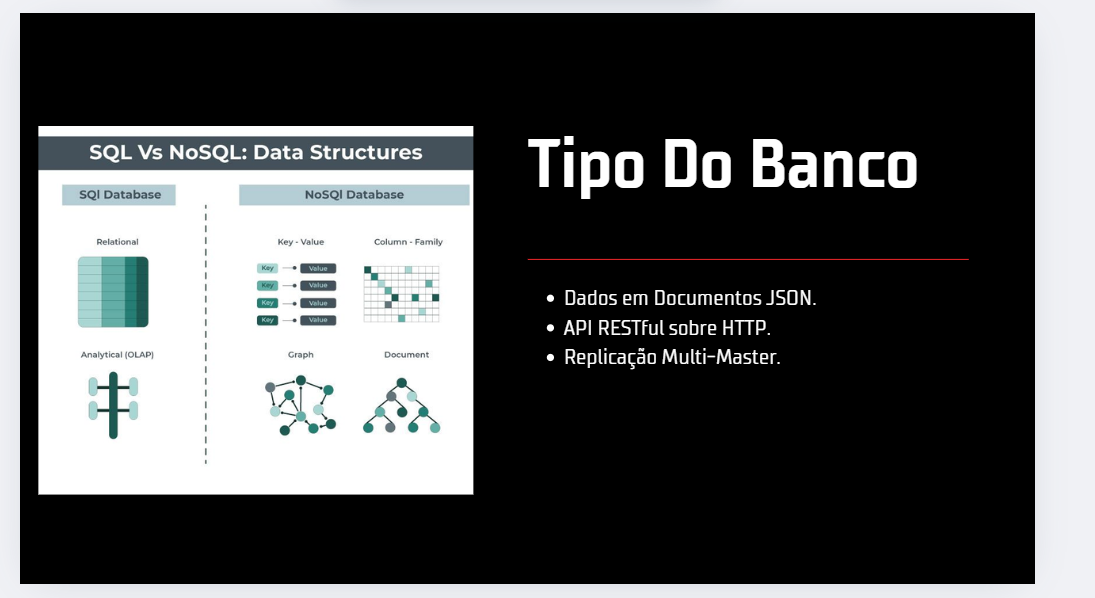 SQL Vs NoSQL: Data Structures
SQl Database
NoSQl Database
Relational
Key - Value
Column - Family
Key
Value
Key
Value
Key
Value
Key
Value
Analytical (OLAP)
Graph
Document
Tipo Do Banco
Dados em Documentos JSON.
API RESTful sobre HTTP.
Replicação Multi-Master.